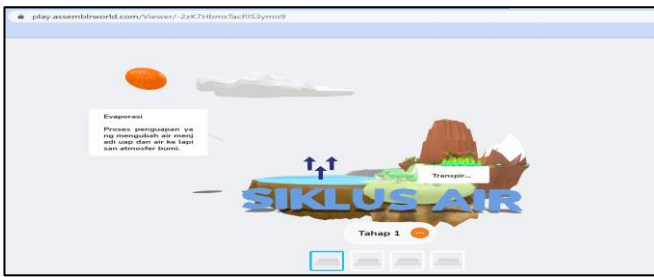 play.assemblrworld.com/Viewer/-2zK7HbmsTacPJS3ymo9
Evaporasi
Proses penguapan ya
ng mengubah air menj
adi uap dan air ke lapi
san atmosfer bumi.
Transpir...
SIKLUS AIR
Tahap 1